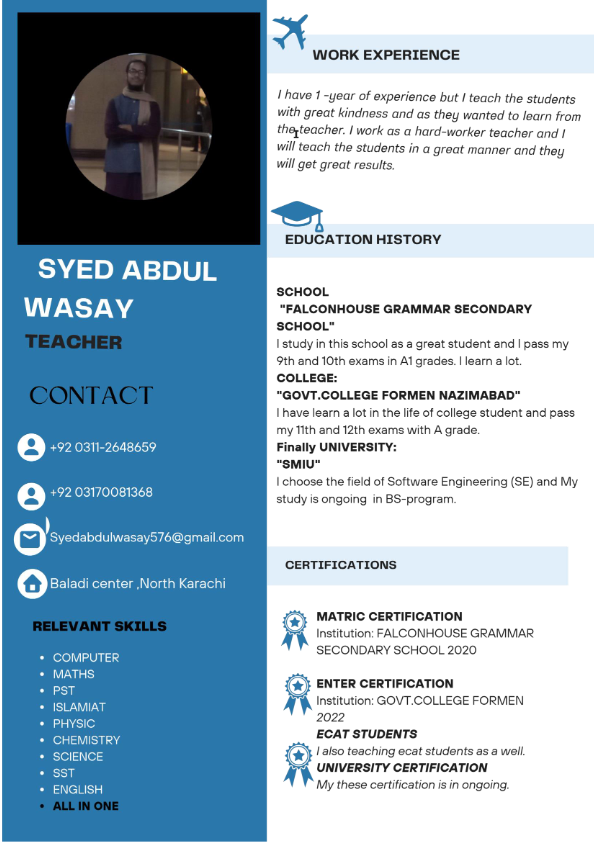 SYED ABDUL
WASAY
TEACHER
CONTACT
+92 0311-2648659
+92 03170081368
Syedabdulwasay576@gmail.com
Baladi center ,North Karachi
RELEVANT SKILLS
COMPUTER
MATHS
PST
ISLAMIAT
PHYSIC
CHEMISTRY
SCIENCE
SST
ENGLISH
ALL IN ONE
WORK EXPERIENCE
I have 1 -year of experience but I teach the students
with great kindness and as they wanted to learn from
the teacher. I work as a hard-worker teacher and I
will teach the students in a great manner and they
will get great results.
EDUCATION HISTORY
SCHOOL
"FALCONHOUSE GRAMMAR SECONDARY
SCHOOL"
I study in this school as a great student and I pass my
9th and 10th exams in A1 grades. I learn a lot.
COLLEGE:
"GOVT.COLLEGE FORMEN NAZIMABAD"
I have learn a lot in the life of college student and pass
my 11th and 12th exams with A grade.
Finally UNIVERSITY:
"SMIU"
I choose the field of Software Engineering (SE) and My
study is ongoing in BS-program.
CERTIFICATIONS
MATRIC CERTIFICATION
Institution: FALCONHOUSE GRAMMAR
SECONDARY SCHOOL 2020
ENTER CERTIFICATION
Institution: GOVT.COLLEGE FORMEN
2022
ECAT STUDENTS
I also teaching ecat students as a well.
UNIVERSITY CERTIFICATION
My these certification is in ongoing.